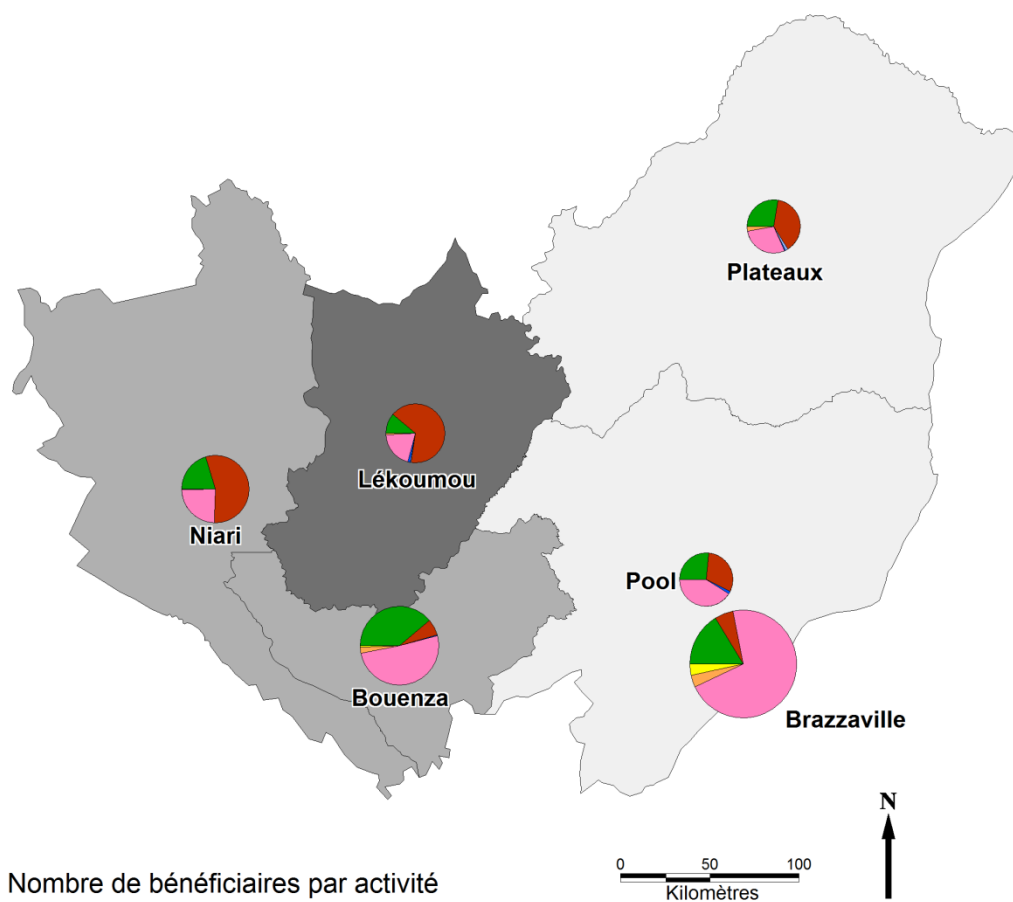 Plateaux
Lékoumou
Niari
Pool
Bouenza
Brazzaville
N
0 50 100
Kilomètres
Nombre de bénéficiaires par activité